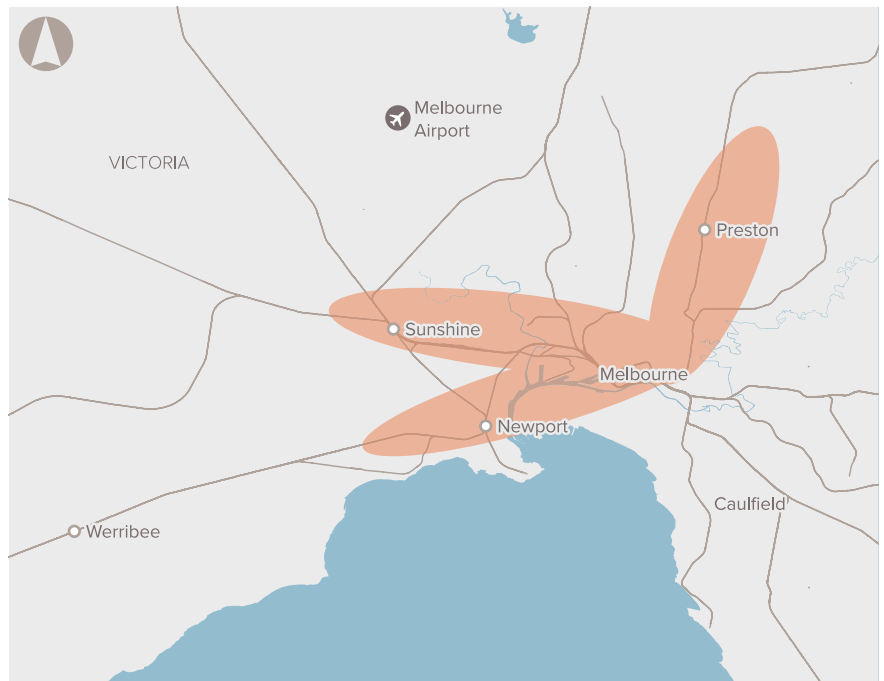 Melbourne
Airport
VICTORIA
Preston
Sunshine
Melbourne
Newport
Caulfield
Werribee